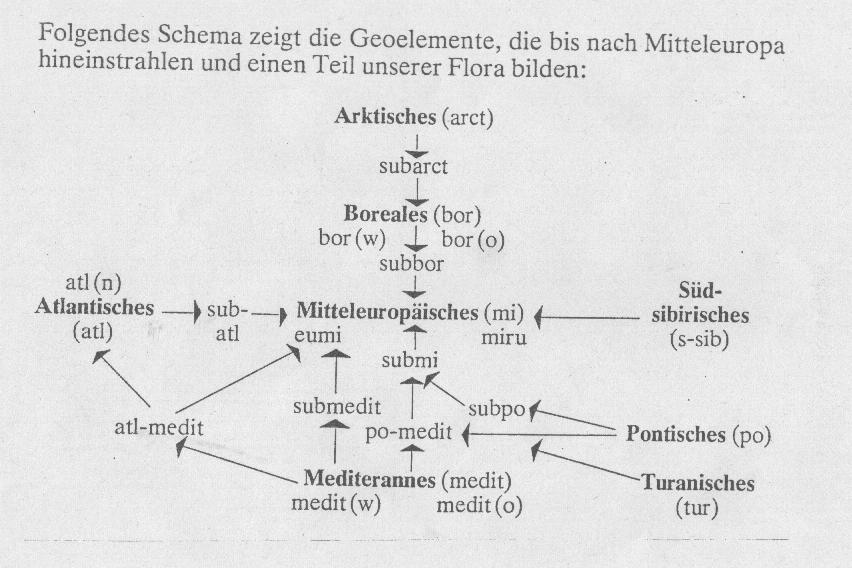 Folgendes Schema zeigt die Geoelemente, die bis nach Mitteleuropa
hineinstrahlen und einen Teil unserer Flora bilden:
Arktisches (arct)
subarct
Boreales (bor)
bor (w) bor (o)
subbor
atl (n)
Atlantisches
(atl)
sub-
atl
Mitteleuropäisches (mi)
eumi miru
Süd-
sibirisches
(s-sib)
submi
submedit
subpo
atl-medit
po-medit
Pontisches (po)
Mediterannes (medit)
medit (w) medit (o)
Turanisches
(tur)